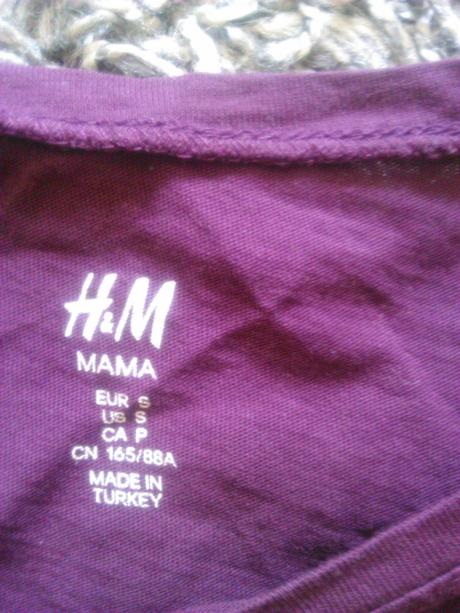 H&M
MAMA
EUR S
US S
CA P
CN 165/88A
MADE IN
TURKEY